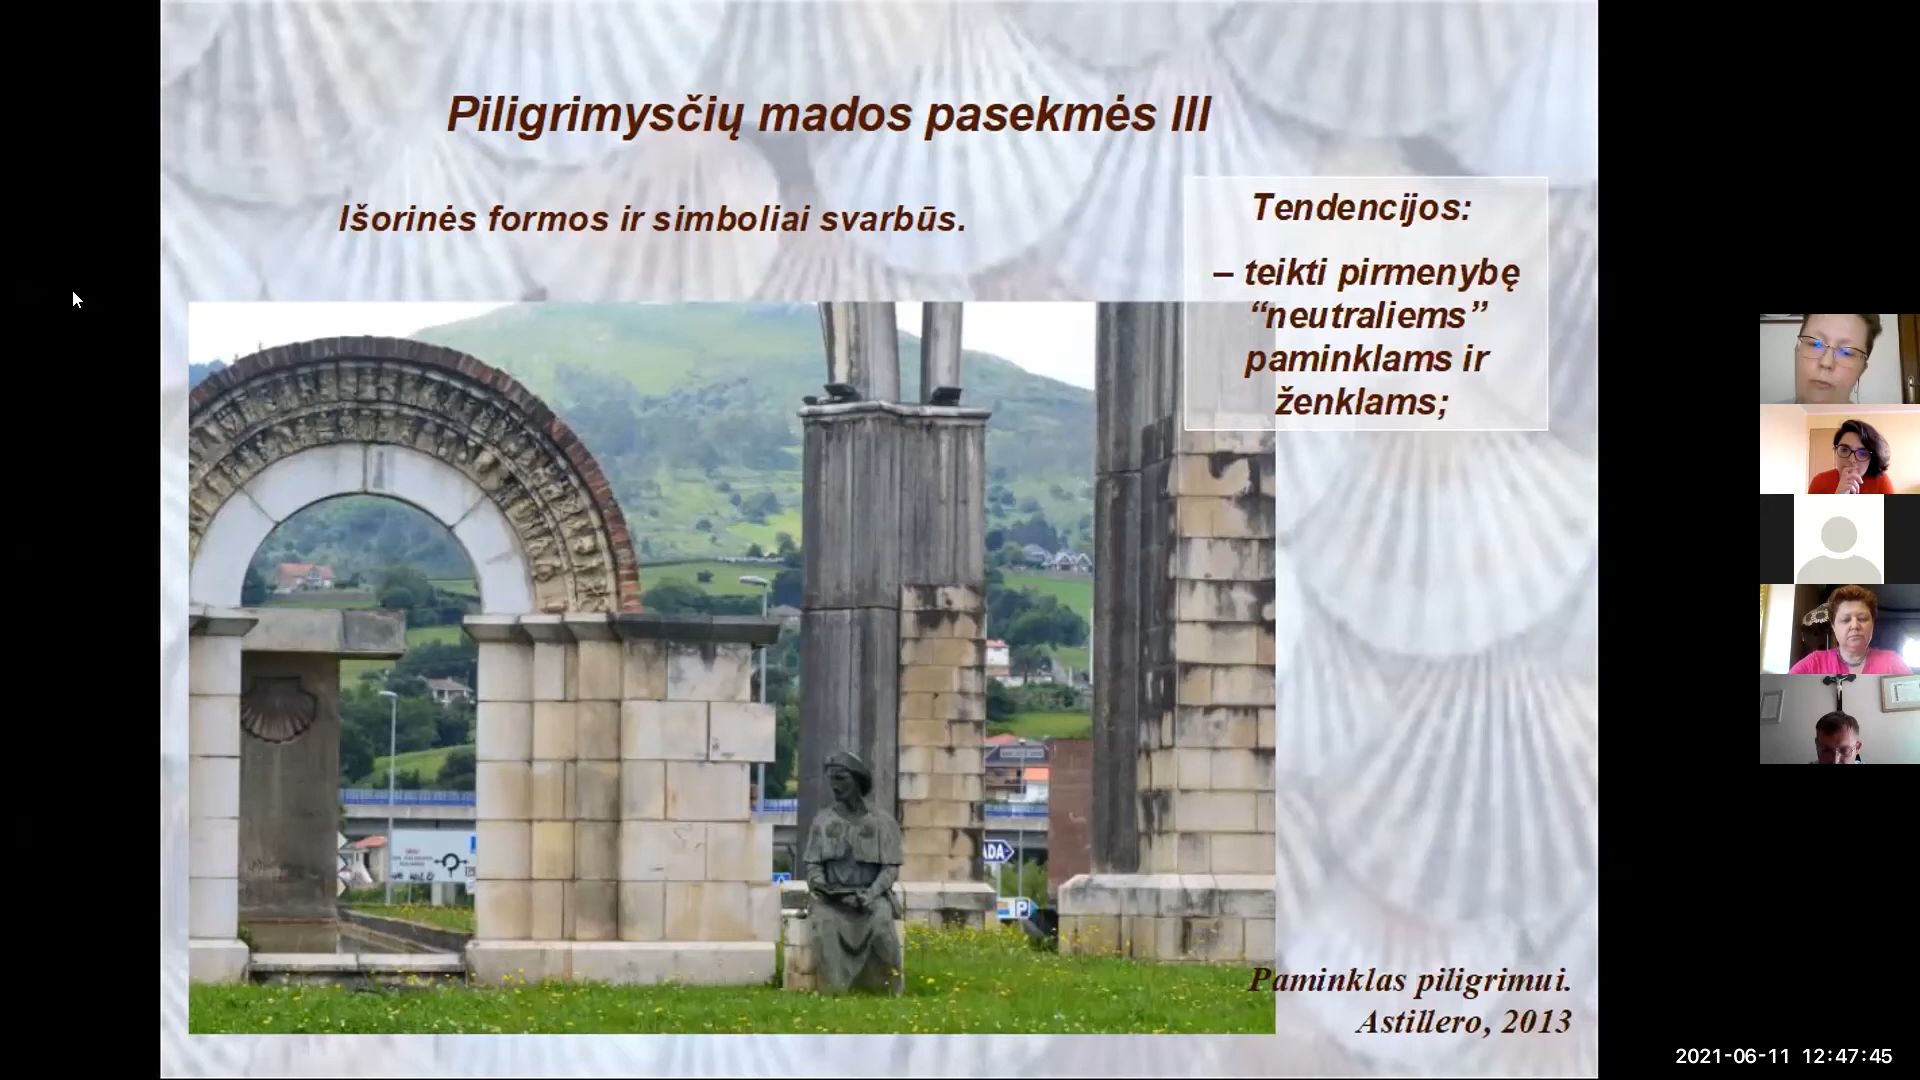 Piligrimysčių mados pasekmės III
Išorinės formos ir simboliai svarbūs.
Tendencijos:
– teikti pirmenybę
“neutraliems”
paminklams ir
ženklams;
ADA
P
Paminklas piligrimui.
Astillero, 2013
2021-06-11 12:47:45